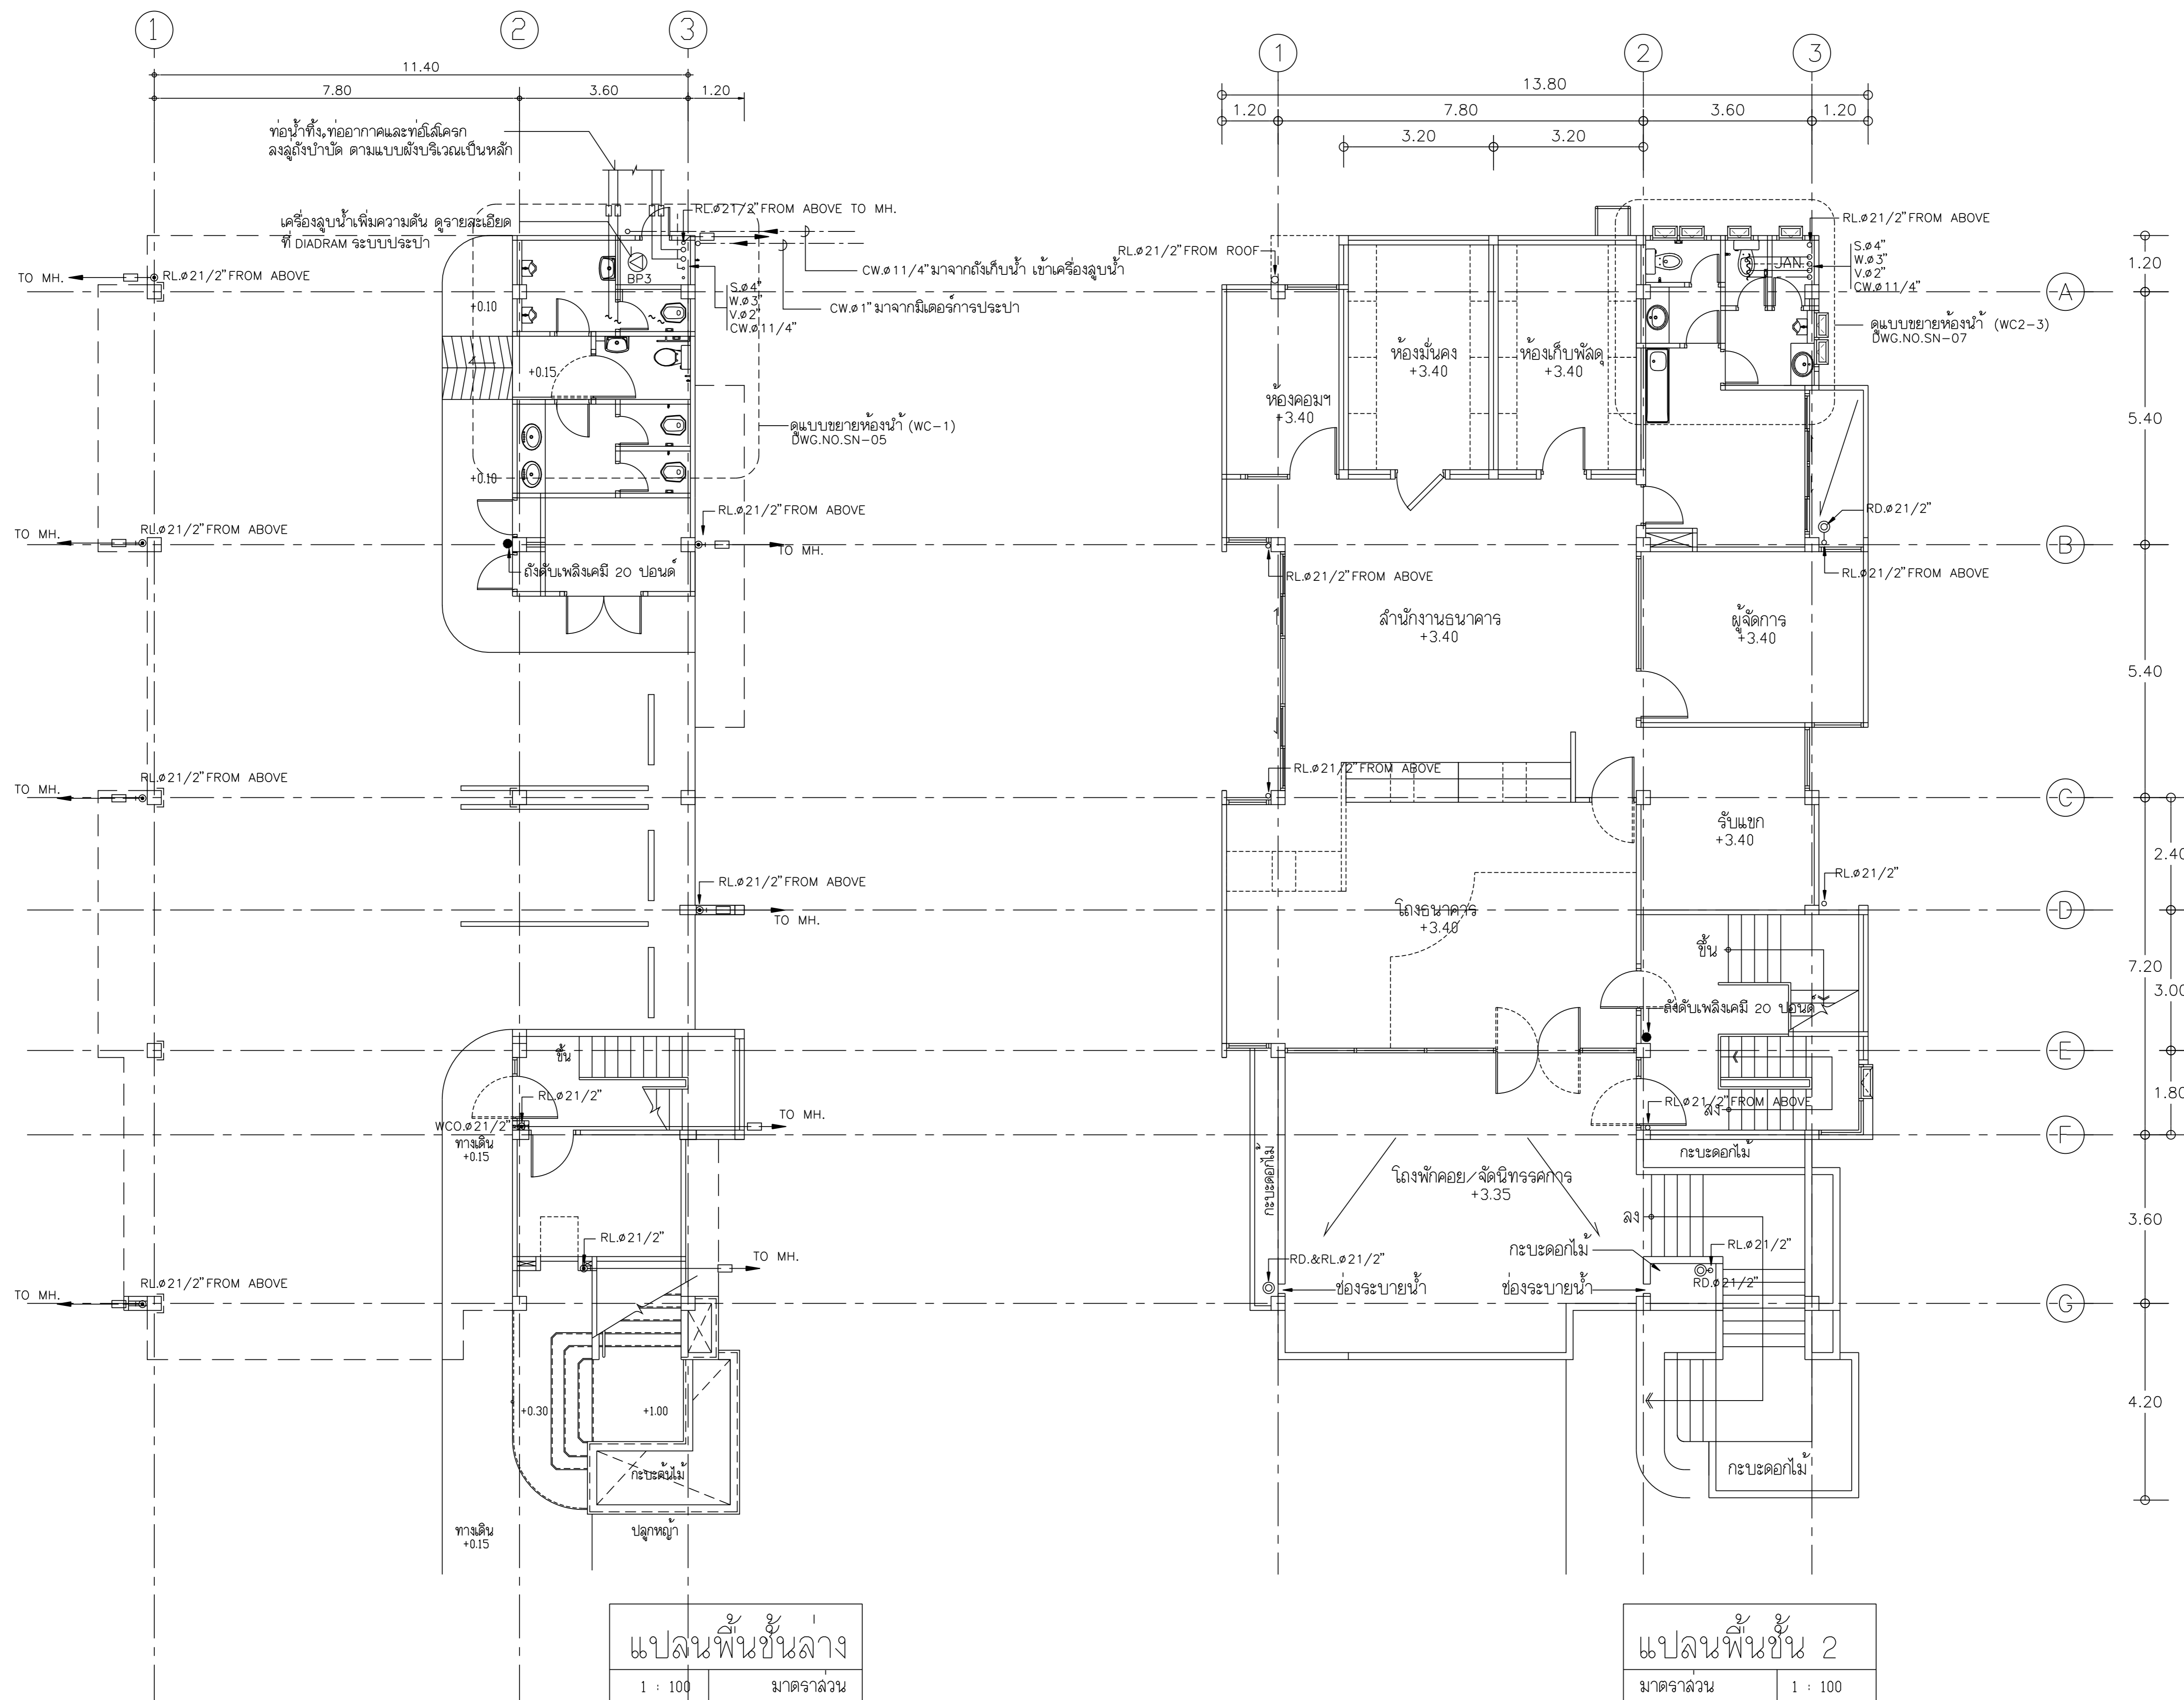 1
2
3
11.40
7.80
3.60
1.20
ท่อน้ำทิ้ง,ท่ออากาศและท่อโสโครก
ลงสู่ถังบำบัด ตามแบบผังบริเวณเป็นหลัก
เครื่องสูบน้ำเพิ่มความดัน ดูรายละเอียด
ที่ DIADRAM ระบบประปา
RL.ø21/2"FROM ABOVE TO MH.
TO MH.
RL.ø21/2"FROM ABOVE
BP3
CW.ø11/4"มาจากถังเก็บน้ำ เข้าเครื่องสูบน้ำ
S.ø4"
W.ø3"
V.ø2"
CW.ø11/4"
CW.ø1"มาจากมิเตอร์การประปา
+0.10
+0.15
ดูแบบขยายห้องน้ำ (WC-1)
DWG.NO.SN-05
+0.10
RL.ø21/2"FROM ABOVE
TO MH.
RL.ø21/2"FROM ABOVE
TO MH.
ถังดับเพลิงเคมี 20 ปอนด์
RL.ø21/2"FROM ABOVE
TO MH.
RL.ø21/2"FROM ABOVE
TO MH.
ขึ้น
RL.ø21/2"
WCO.ø21/2"
TO MH.
ทางเดิน
+0.15
RL.ø21/2"
TO MH.
RL.ø21/2"FROM ABOVE
TO MH.
+0.30
+1.00
กะบะต้นไม้
ทางเดิน
+0.15
ปลูกหญ้า
แปลนพื้นชั้นล่าง
1 : 100
มาตราส่วน
1
2
3
13.80
1.20
7.80
3.60
1.20
3.20
3.20
RL.ø21/2"FROM ROOF
RL.ø21/2"FROM ABOVE
JAN.
S.ø4"
W.ø3"
V.ø2"
CW.ø11/4"
1.20
A
ดูแบบขยายห้องน้ำ (WC2-3)
DWG.NO.SN-07
ห้องมั่นคง
+3.40
ห้องเก็บพัสดุ
+3.40
ห้องคอมฯ
+3.40
5.40
RD.ø21/2"
B
RL.ø21/2"FROM ABOVE
RL.ø21/2"FROM ABOVE
สำนักงานธนาคาร
+3.40
ผู้จัดการ
+3.40
5.40
RL.ø21/2"FROM ABOVE
C
รับแขก
+3.40
2.40
RL.ø21/2"
โถงธนาคาร
+3.40
D
ขึ้น
7.20
3.00
ถังดับเพลิงเคมี 20 ปอนด์
E
RL.ø21/2"FROM ABOVE
ลง
1.80
F
กะบะดอกไม้
กะบะดอกไม้
โถงพักคอย/จัดนิทรรศการ
+3.35
ลง
3.60
กะบะดอกไม้
RL.ø21/2"
RD.ø21/2"
RD.&RL.ø21/2"
ช่องระบายน้ำ
ช่องระบายน้ำ
G
4.20
กะบะดอกไม้
แปลนพื้นชั้น 2
มาตราส่วน
1 : 100